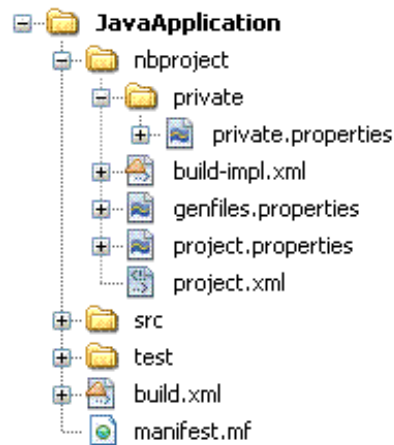 JavaApplication
nbproject
private
private.properties
build-impl.xml
genfiles.properties
project.properties
project.xml
src
test
build.xml
manifest.mf